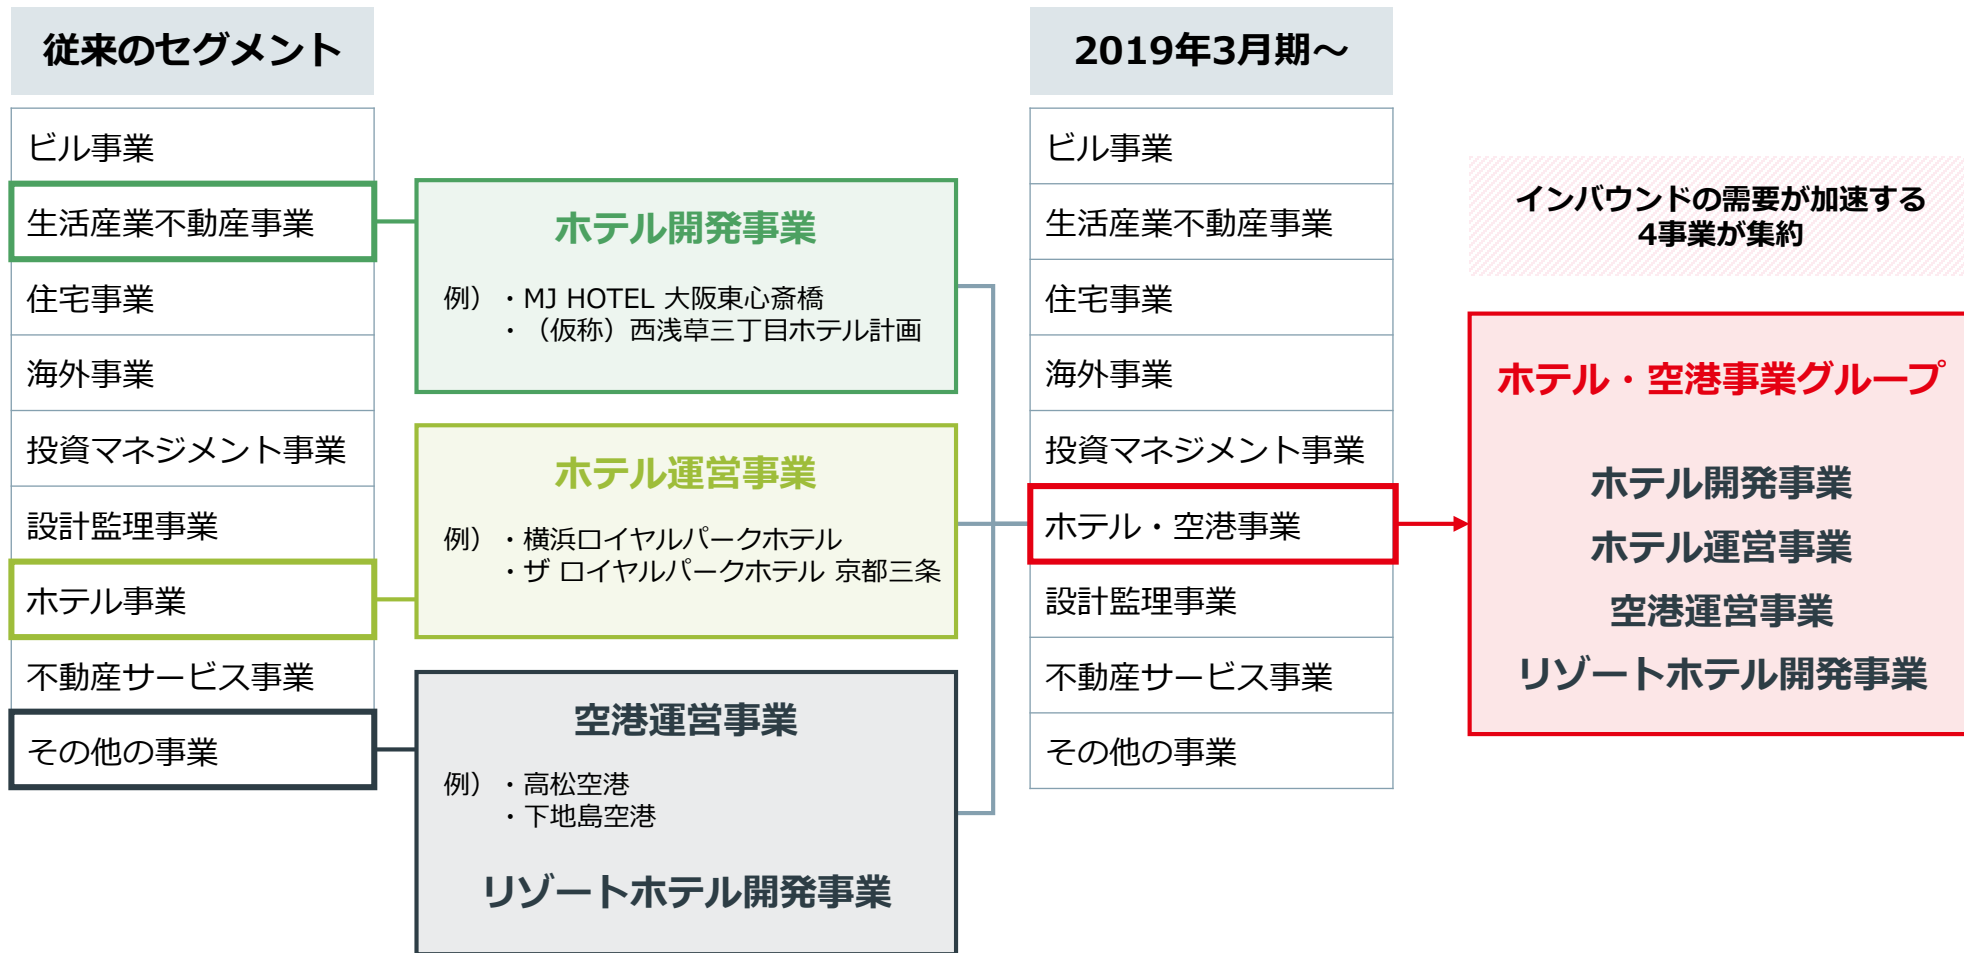 従来のセグメント
ビル事業
生活産業不動産事業
住宅事業
海外事業
投資マネジメント事業
設計監理事業
ホテル事業
不動産サービス事業
その他の事業
ホテル開発事業
例）・MJ HOTEL 大阪東心斎橋
・（仮称）西浅草三丁目ホテル計画
ホテル運営事業
例）・横浜ロイヤルパークホテル
・ザ ロイヤルパークホテル 京都三条
空港運営事業
例）・高松空港
・下地島空港
リゾートホテル開発事業
2019年3月期～
ビル事業
生活産業不動産事業
住宅事業
海外事業
投資マネジメント事業
ホテル・空港事業
設計監理事業
不動産サービス事業
その他の事業
インバウンドの需要が加速する
4事業が集約
ホテル・空港事業グループ
ホテル開発事業
ホテル運営事業
空港運営事業
リゾートホテル開発事業